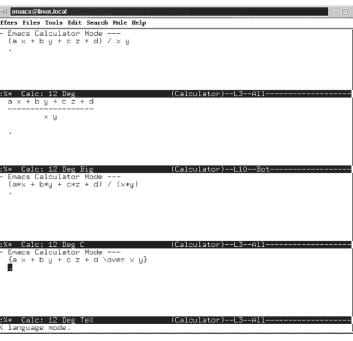 emacs@linux.local
ffers Files Tools Edit Search Mule Help
- Emacs Calculator Mode ---
(a x + b y + c z + d) / x y
.
:%* Calc: 12 Deg (Calculator)--L3--All-------------------
a x + b y + c z + d
-------------------
x y
.
:%* Calc: 12 Deg Big (Calculator)--L10--Bot-------------------
- Emacs Calculator Mode ---
(a*x + b*y + c*z + d) / (x*y)
.
:%* Calc: 12 Deg C (Calculator)--L3--All-------------------
- Emacs Calculator Mode ---
{a x + b y + c z + d \over x y}
.
:%* Calc: 12 Deg TeX (Calculator)--L3--All-------------------
X language mode.